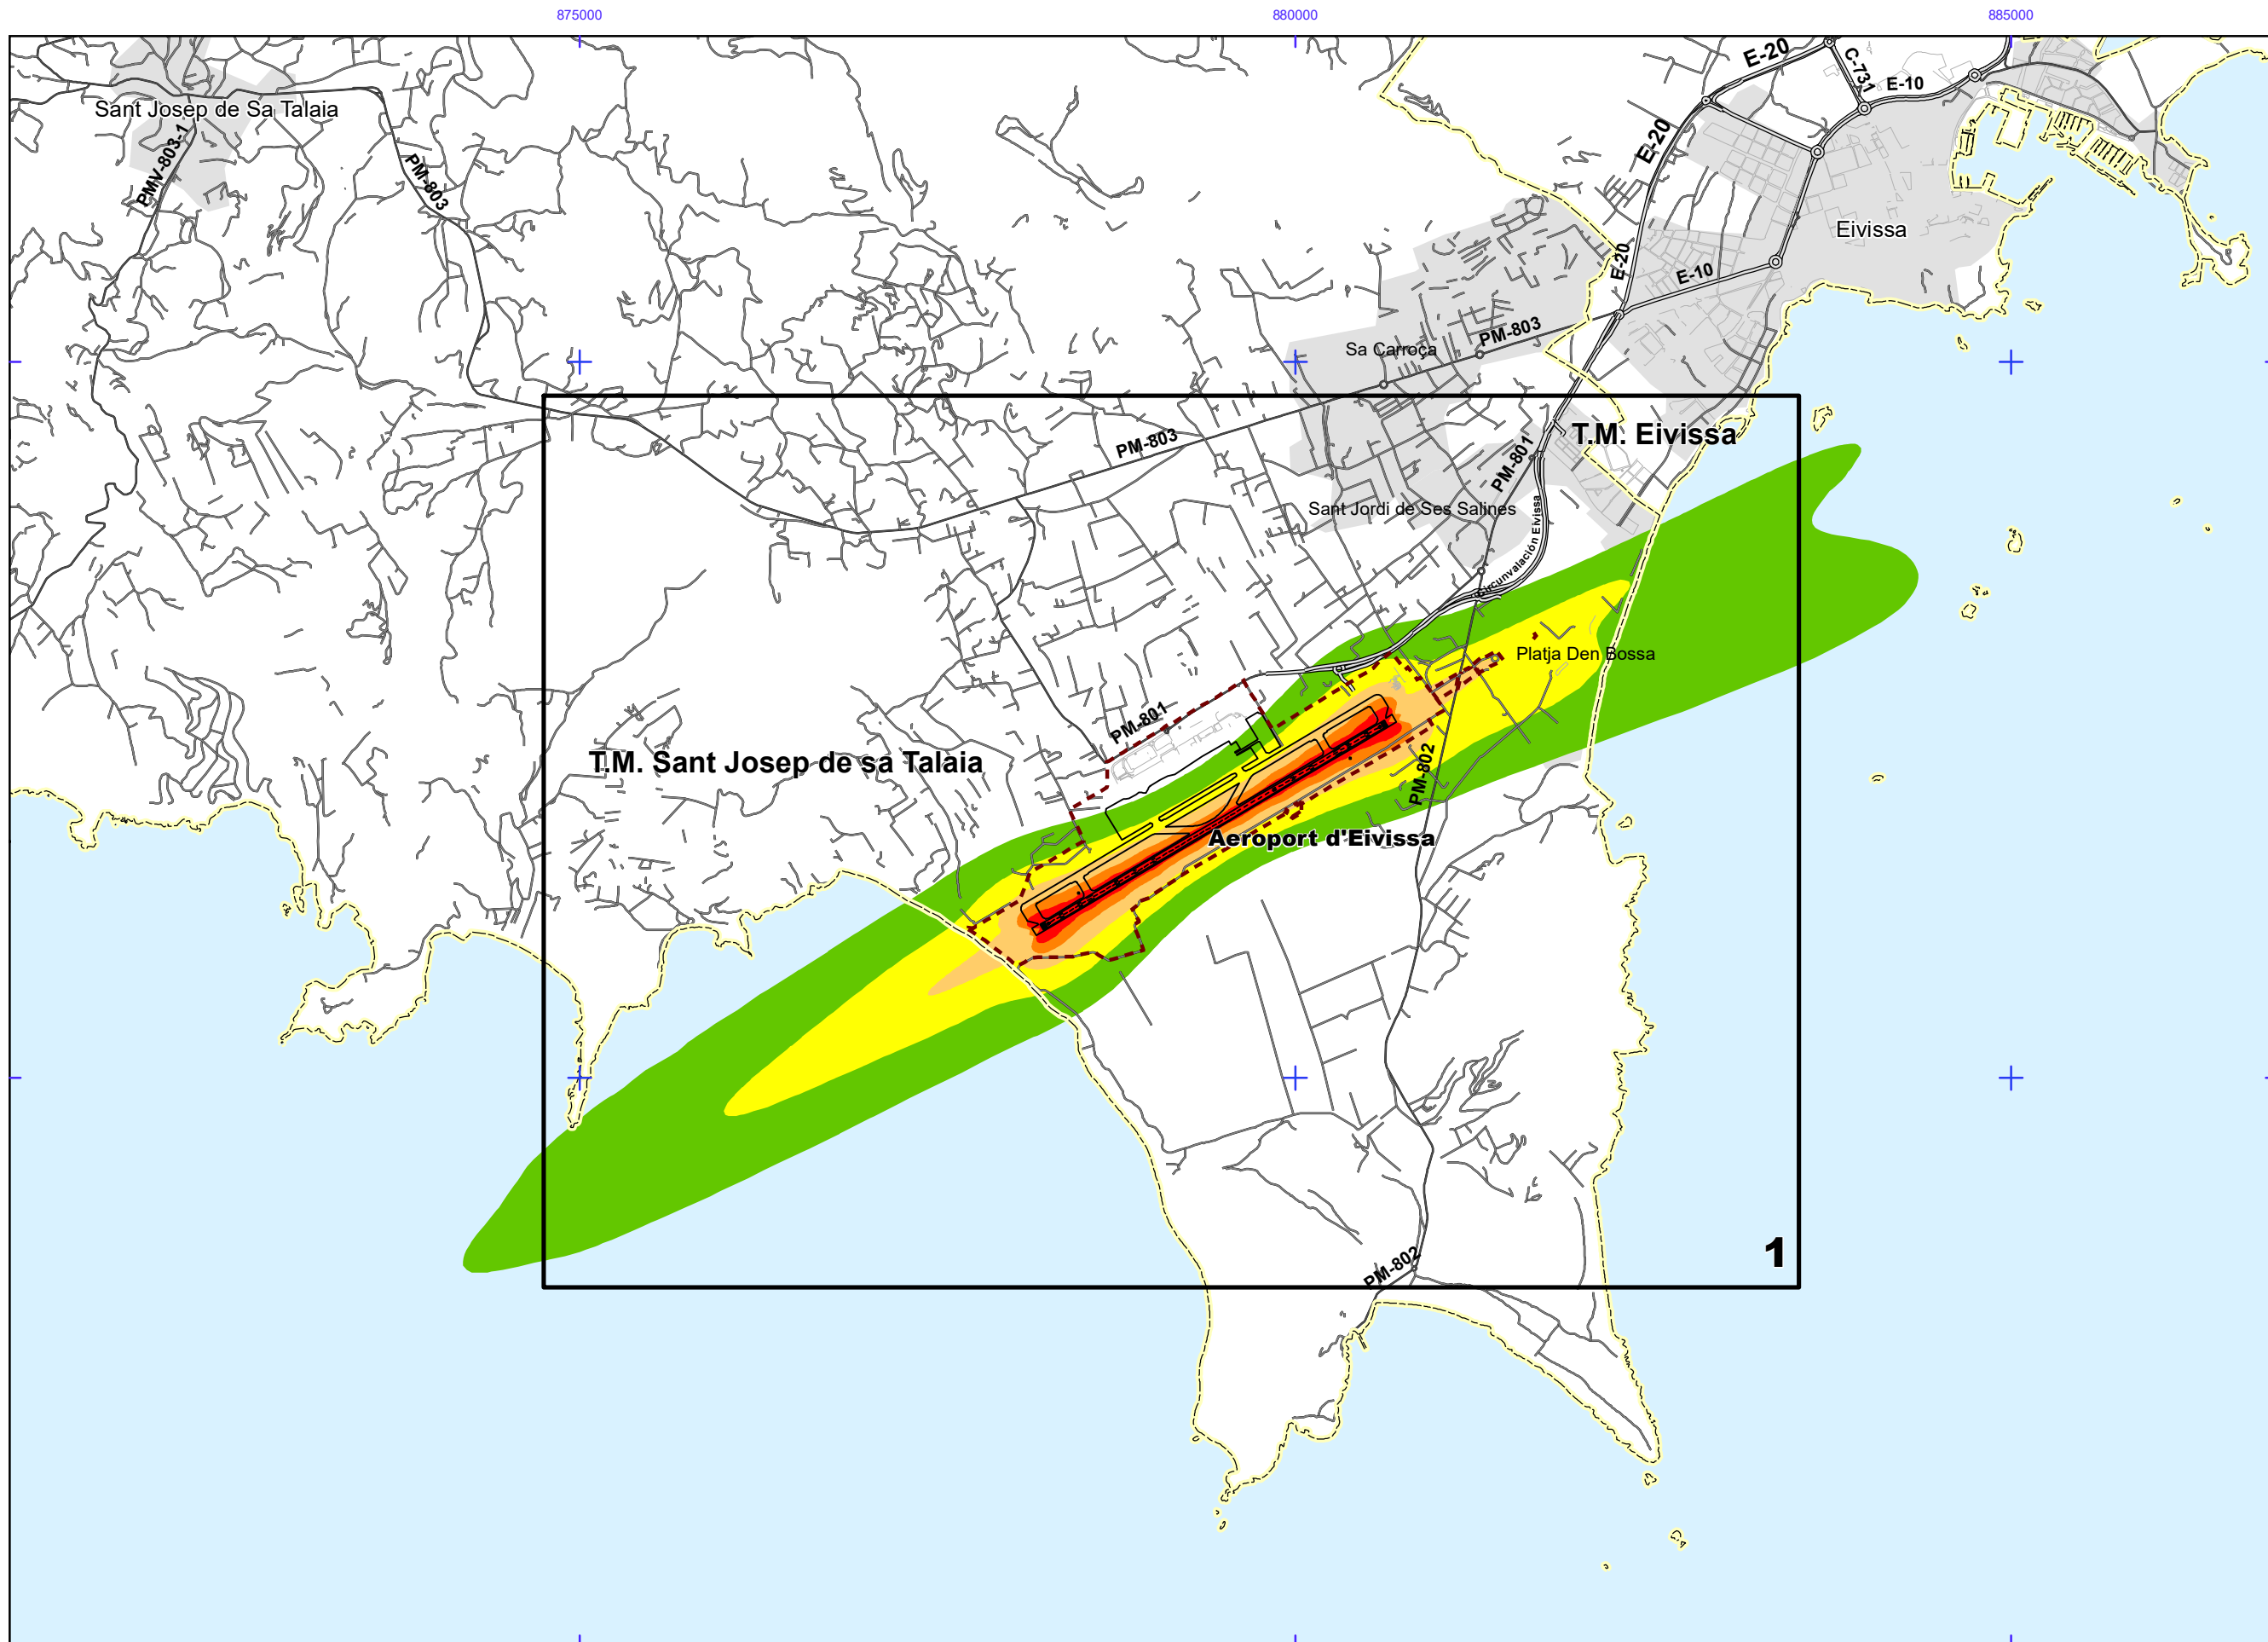 875000
880000
885000
E-20
C-731
E-10
Sant Josep de Sa Talaia
PMV-803-1
PM-803
E-20
Eivissa
E-20
E-10
PM-803
Sa Carroça
T.M. Eivissa
PM-803
PM-801
Sant Jordi de Ses Salines
Circunvalación Eivissa
Platja Den Bossa
PM-801
T.M. Sant Josep de sa Talaia
PM-802
Aeroport d'Eivissa
1
PM-802